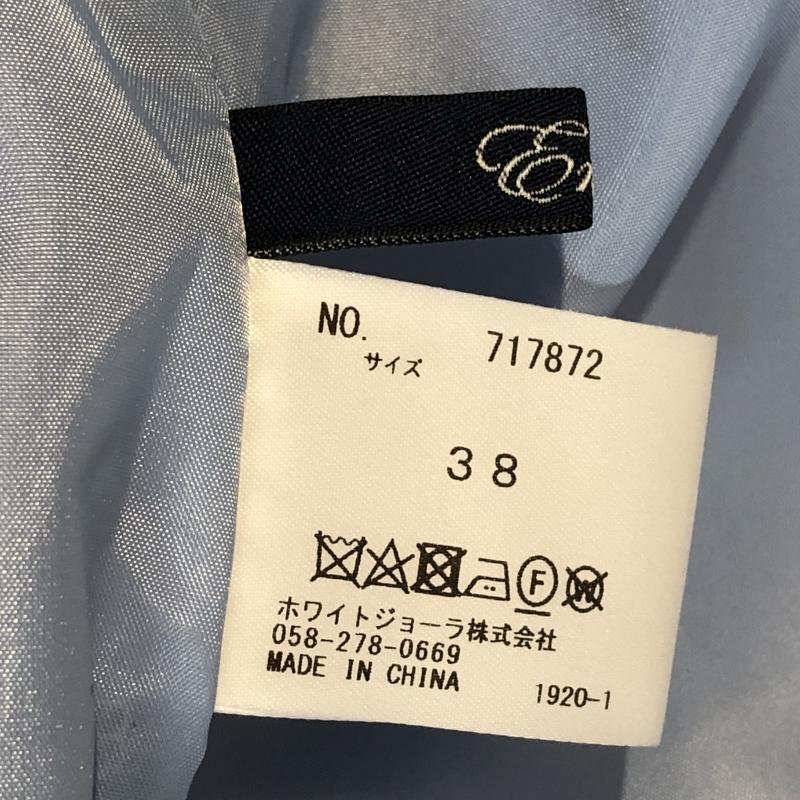 NO. 717872
サイズ
38
F W
ホワイトジョーラ株式会社
058-278-0669
MADE IN CHINA 1920-1